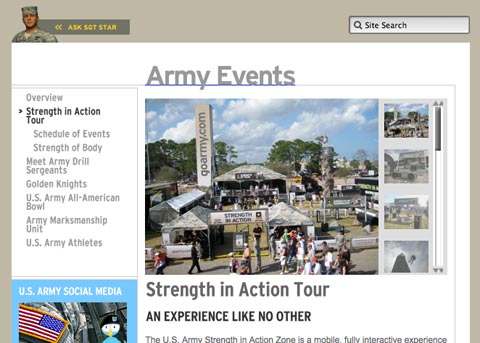 << ASK SGT STAR
Site Search
Army Events
Overview
Strength in Action
Tour
Schedule of Events
Strength of Body
Meet Army Drill
Sergeants
Golden Knights
U.S. Army All-American
Bowl
Army Marksmanship
Unit
U.S. Army Athletes
goarmy.com
STRENGTH IN ACTION
U.S. ARMY SOCIAL MEDIA
Strength in Action Tour
AN EXPERIENCE LIKE NO OTHER
The U.S. Army Strength in Action Zone is a mobile, fully interactive experience